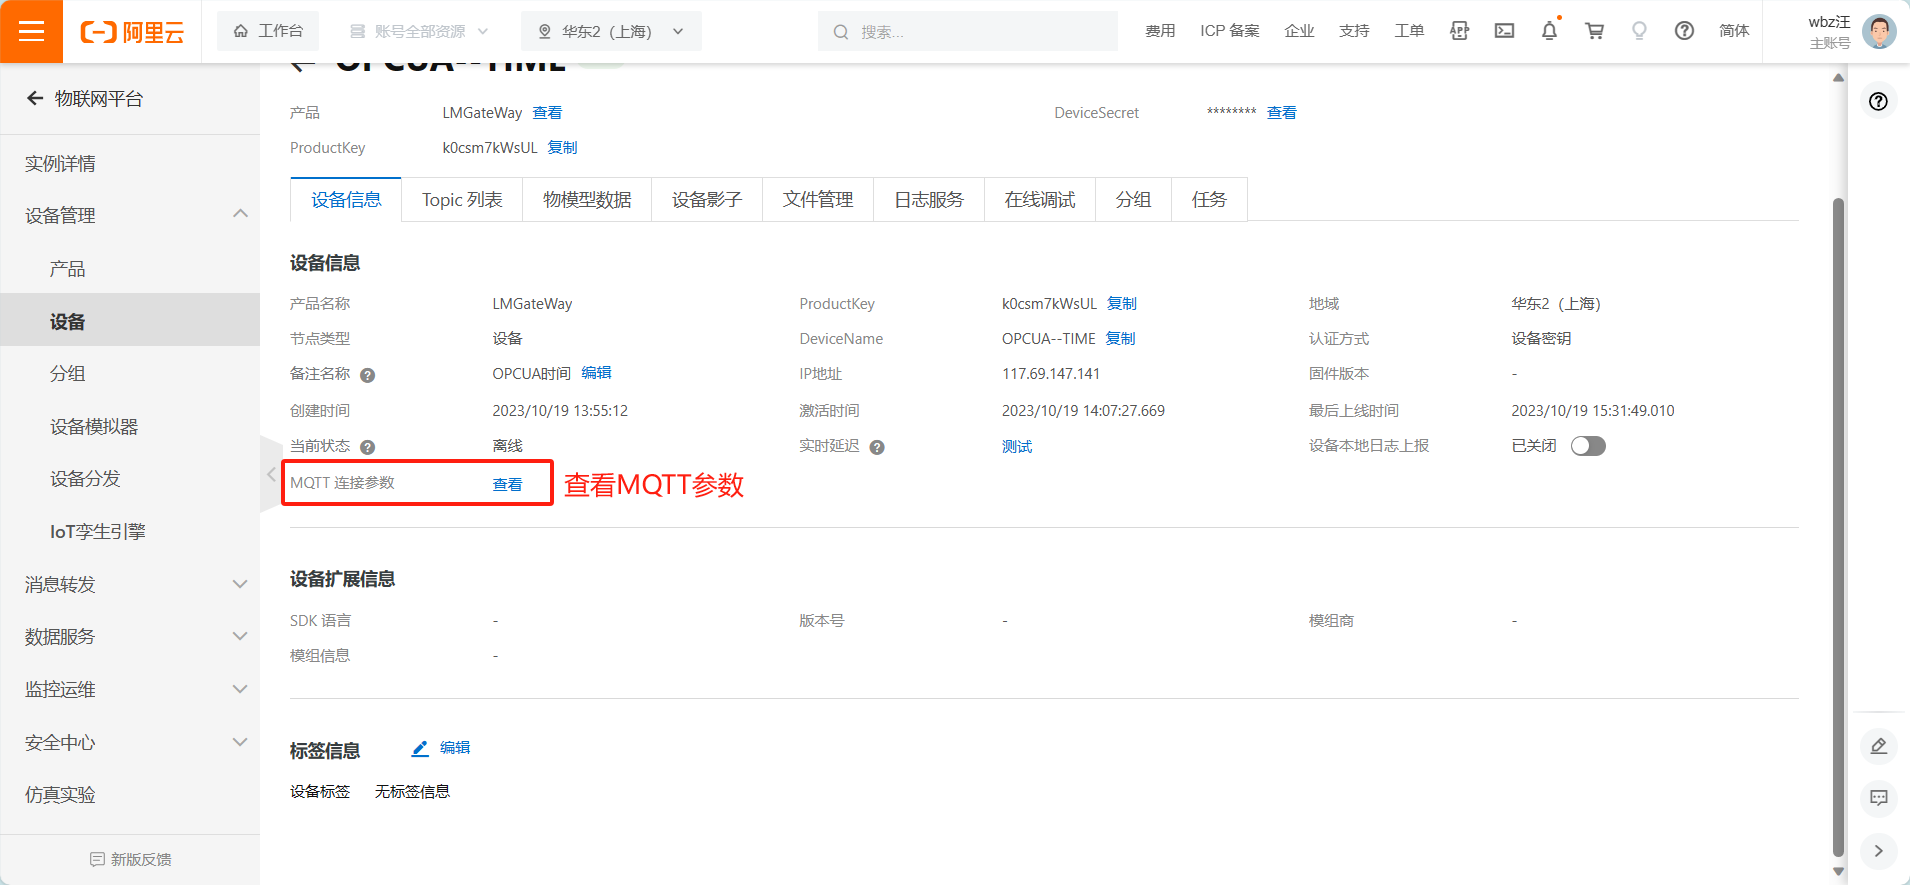 阿里云
工作台
账号全部资源
华东2（上海）
搜索...
费用
ICP 备案
企业
支持
工单
APP
简体
wbz汪
主账号
物联网平台
实例详情
设备管理
产品
设备
分组
设备模拟器
设备分发
IoT孪生引擎
消息转发
数据服务
监控运维
安全中心
仿真实验
新版反馈
OPCUA--TIME
产品 LMGateWay 查看 DeviceSecret ******** 查看
ProductKey k0csm7kWsUL 复制
设备信息 Topic 列表 物模型数据 设备影子 文件管理 日志服务 在线调试 分组 任务
设备信息
产品名称 LMGateWay ProductKey k0csm7kWsUL 复制 地域 华东2（上海）
节点类型 设备 DeviceName OPCUA--TIME 复制 认证方式 设备密钥
备注名称 OPCUA时间 编辑 IP地址 117.69.147.141 固件版本 -
创建时间 2023/10/19 13:55:12 激活时间 2023/10/19 14:07:27.669 最后上线时间 2023/10/19 15:31:49.010
当前状态 离线 实时延迟 测试 设备本地日志上报 已关闭
MQTT 连接参数 查看 查看MQTT参数
设备扩展信息
SDK 语言 - 版本号 - 模组商 -
模组信息 -
标签信息 编辑
设备标签 无标签信息